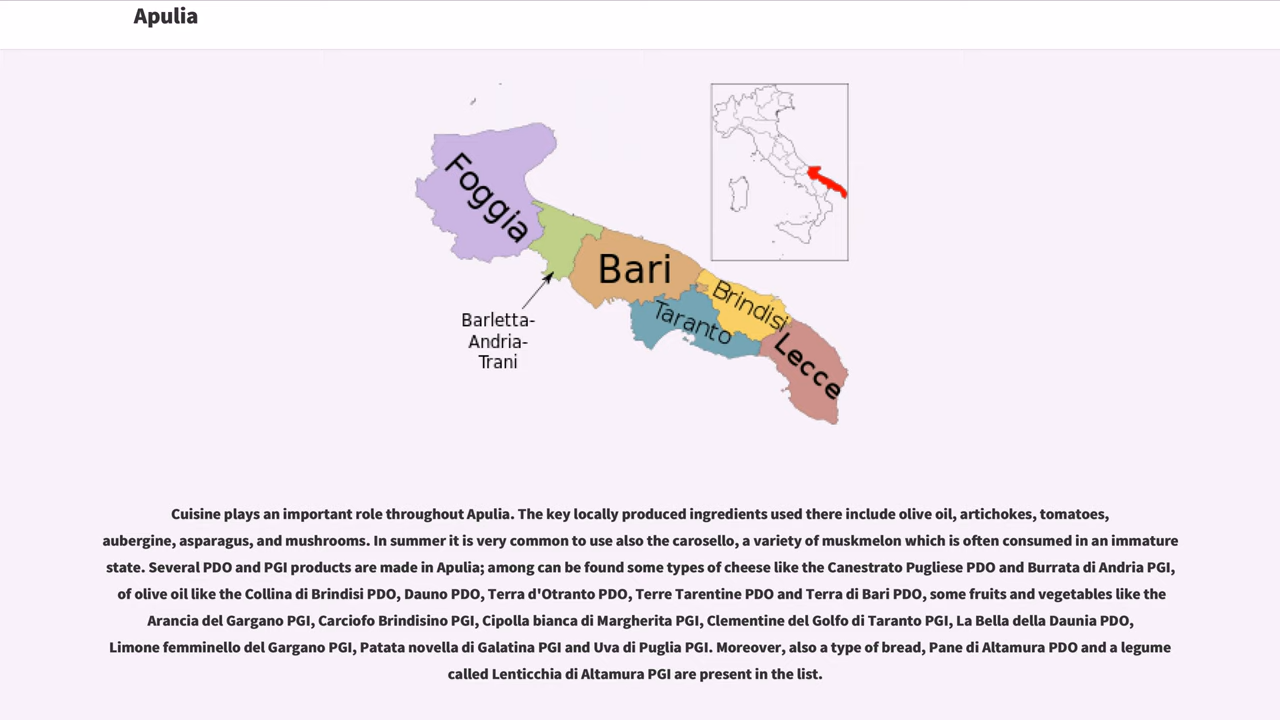 Apulia
Foggia
Bari
Brindisi
Taranto
Lecce
Barletta-
Andria-
Trani
Cuisine plays an important role throughout Apulia. The key locally produced ingredients used there include olive oil, artichokes, tomatoes,
aubergine, asparagus, and mushrooms. In summer it is very common to use also the carosello, a variety of muskmelon which is often consumed in an immature
state. Several PDO and PGI products are made in Apulia; among can be found some types of cheese like the Canestrato Pugliese PDO and Burrata di Andria PGI,
of olive oil like the Collina di Brindisi PDO, Dauno PDO, Terra d'Otranto PDO, Terre Tarentine PDO and Terra di Bari PDO, some fruits and vegetables like the
Arancia del Gargano PGI, Carciofo Brindisino PGI, Cipolla bianca di Margherita PGI, Clementine del Golfo di Taranto PGI, La Bella della Daunia PDO,
Limone femminello del Gargano PGI, Patata novella di Galatina PGI and Uva di Puglia PGI. Moreover, also a type of bread, Pane di Altamura PDO and a legume
called Lenticchia di Altamura PGI are present in the list.